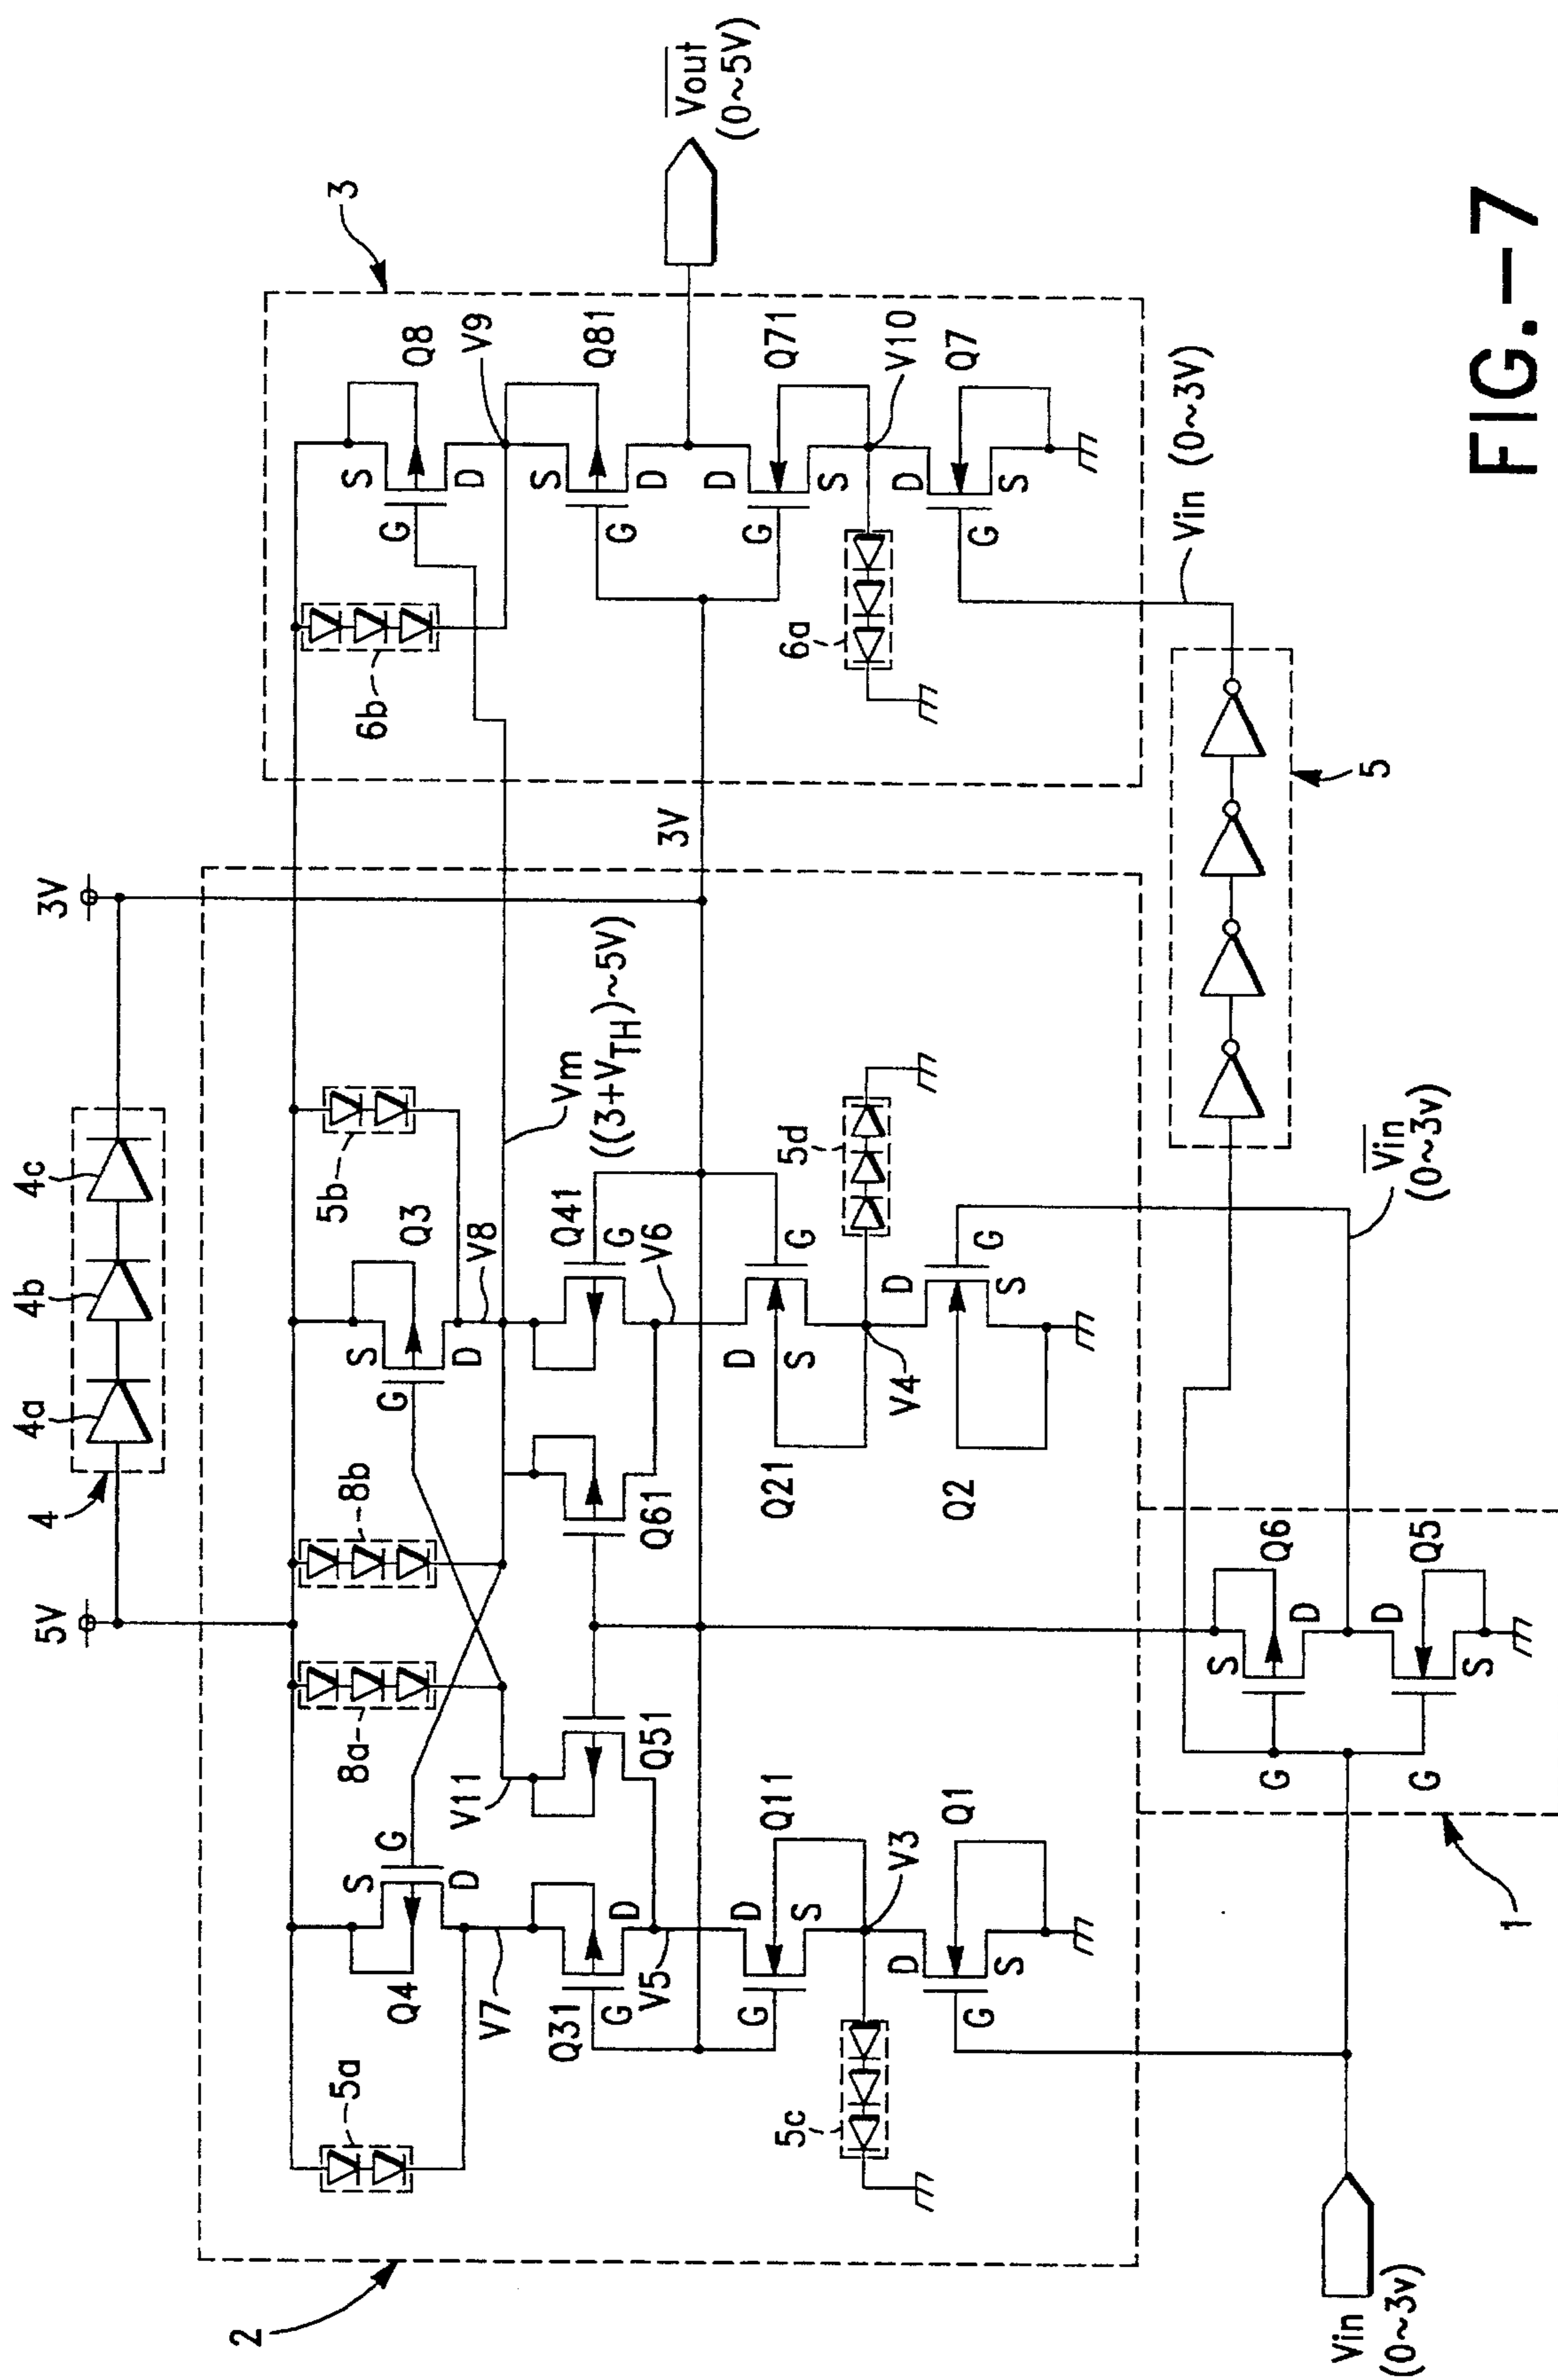 FIG.-7
5V
3V
4
4a
4b
4c
2
3
5a
Q4
S
G
D
V7
8a
8b
5b
Q3
S
G
D
V8
Vm
((3+VTH)~5V)
3V
6b
Q8
S
G
D
V9
Q81
S
G
D
Vout
(0~5V)
Q31
G
D
V5
V11
Q51
Q61
Q41
G
V6
Q11
G
D
S
V3
5c
Q1
G
D
S
Q21
D
S
G
V4
5d
Q2
D
G
S
Q71
D
G
S
V10
6a
Q7
D
G
S
Vin (0~3V)
5
Vin
(0~3v)
Q6
S
D
G
Q5
D
S
G
1
Vin
(0~3v)